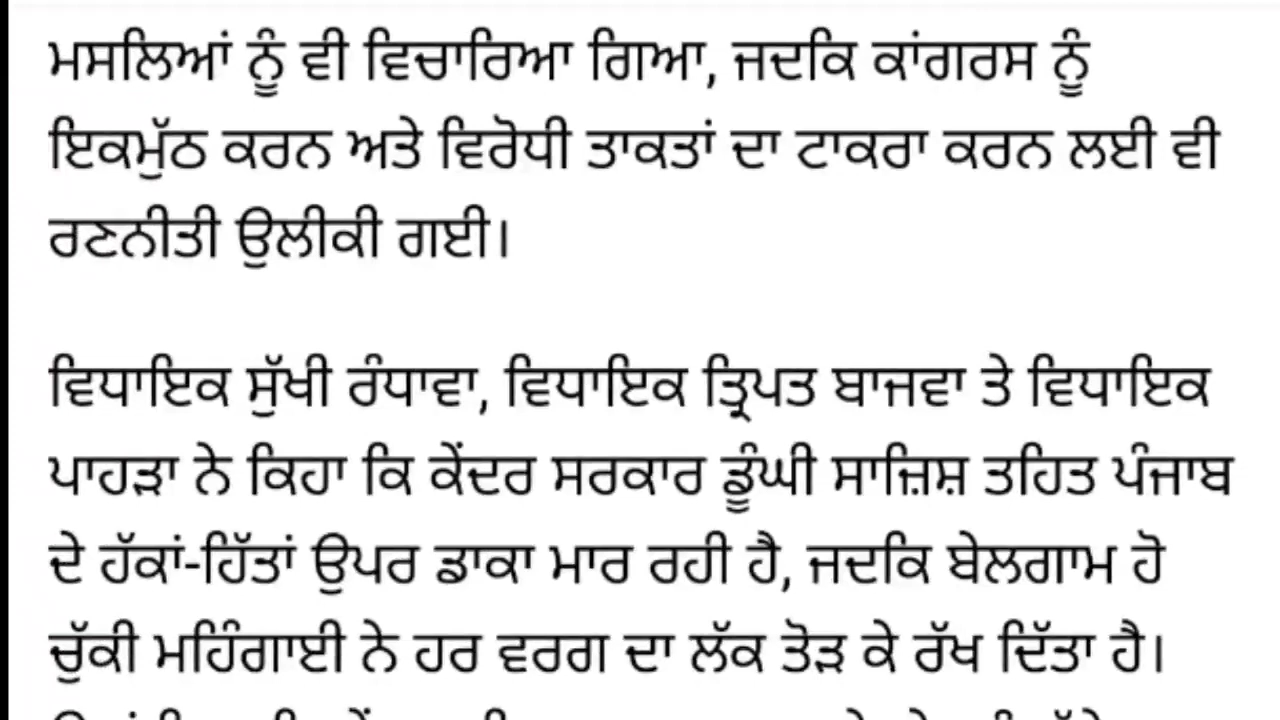 ਮਸਲਿਆਂ ਨੂੰ ਵੀ ਵਿਚਾਰਿਆ ਗਿਆ, ਜਦਕਿ ਕਾਂਗਰਸ ਨੂੰ
ਇਕਮੁੱਠ ਕਰਨ ਅਤੇ ਵਿਰੋਧੀ ਤਾਕਤਾਂ ਦਾ ਟਾਕਰਾ ਕਰਨ ਲਈ ਵੀ
ਰਣਨੀਤੀ ਉਲੀਕੀ ਗਈ।
ਵਿਧਾਇਕ ਸੁੱਖੀ ਰੰਧਾਵਾ, ਵਿਧਾਇਕ ਤ੍ਰਿਪਤ ਬਾਜਵਾ ਤੇ ਵਿਧਾਇਕ
ਪਾਹੜਾ ਨੇ ਕਿਹਾ ਕਿ ਕੇਂਦਰ ਸਰਕਾਰ ਡੂੰਘੀ ਸਾਜ਼ਿਸ਼ ਤਹਿਤ ਪੰਜਾਬ
ਦੇ ਹੱਕਾਂ-ਹਿੱਤਾਂ ਉਪਰ ਡਾਕਾ ਮਾਰ ਰਹੀ ਹੈ, ਜਦਕਿ ਬੇਲਗਾਮ ਹੋ
ਚੁੱਕੀ ਮਹਿੰਗਾਈ ਨੇ ਹਰ ਵਰਗ ਦਾ ਲੱਕ ਤੋੜ ਕੇ ਰੱਖ ਦਿੱਤਾ ਹੈ।